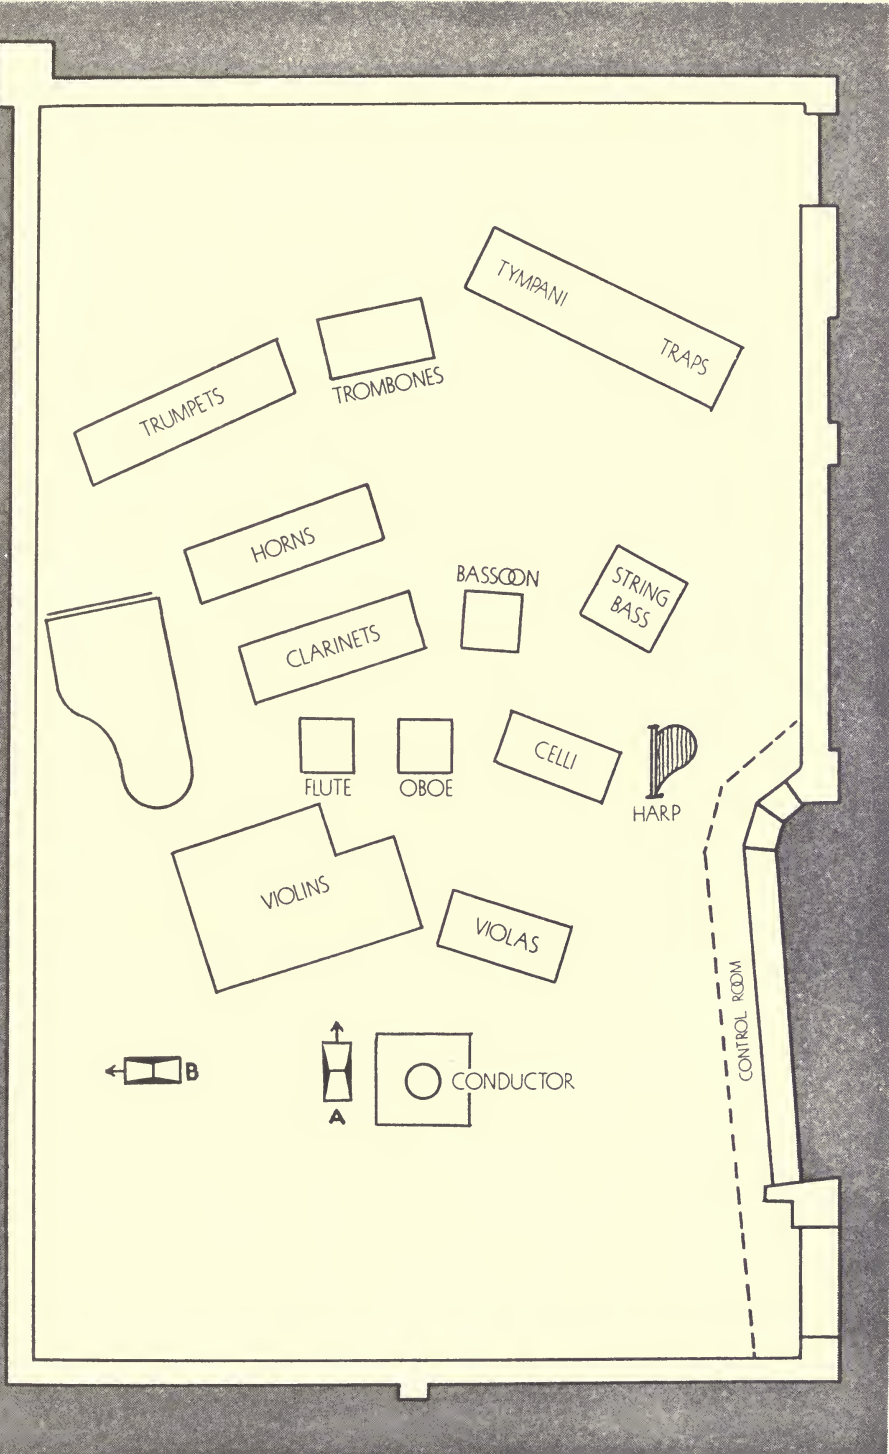 TYMPANI
TRAPS
TROMBONES
TRUMPETS
HORNS
BASSOON
STRING
BASS
CLARINETS
CELLI
FLUTE
OBOE
HARP
VIOLINS
VIOLAS
CONTROL ROOM
B
CONDUCTOR
A